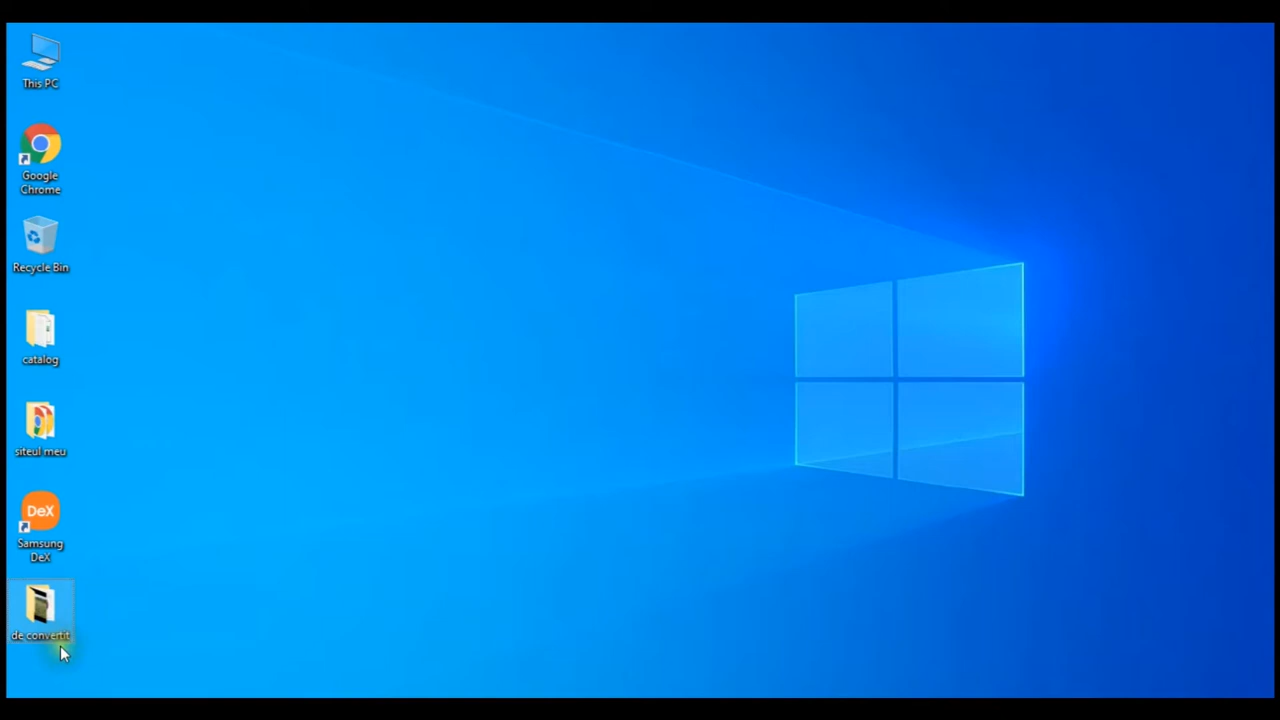 This PC
Google
Chrome
Recycle Bin
catalog
siteul meu
DeX
Samsung
DeX
de convertit